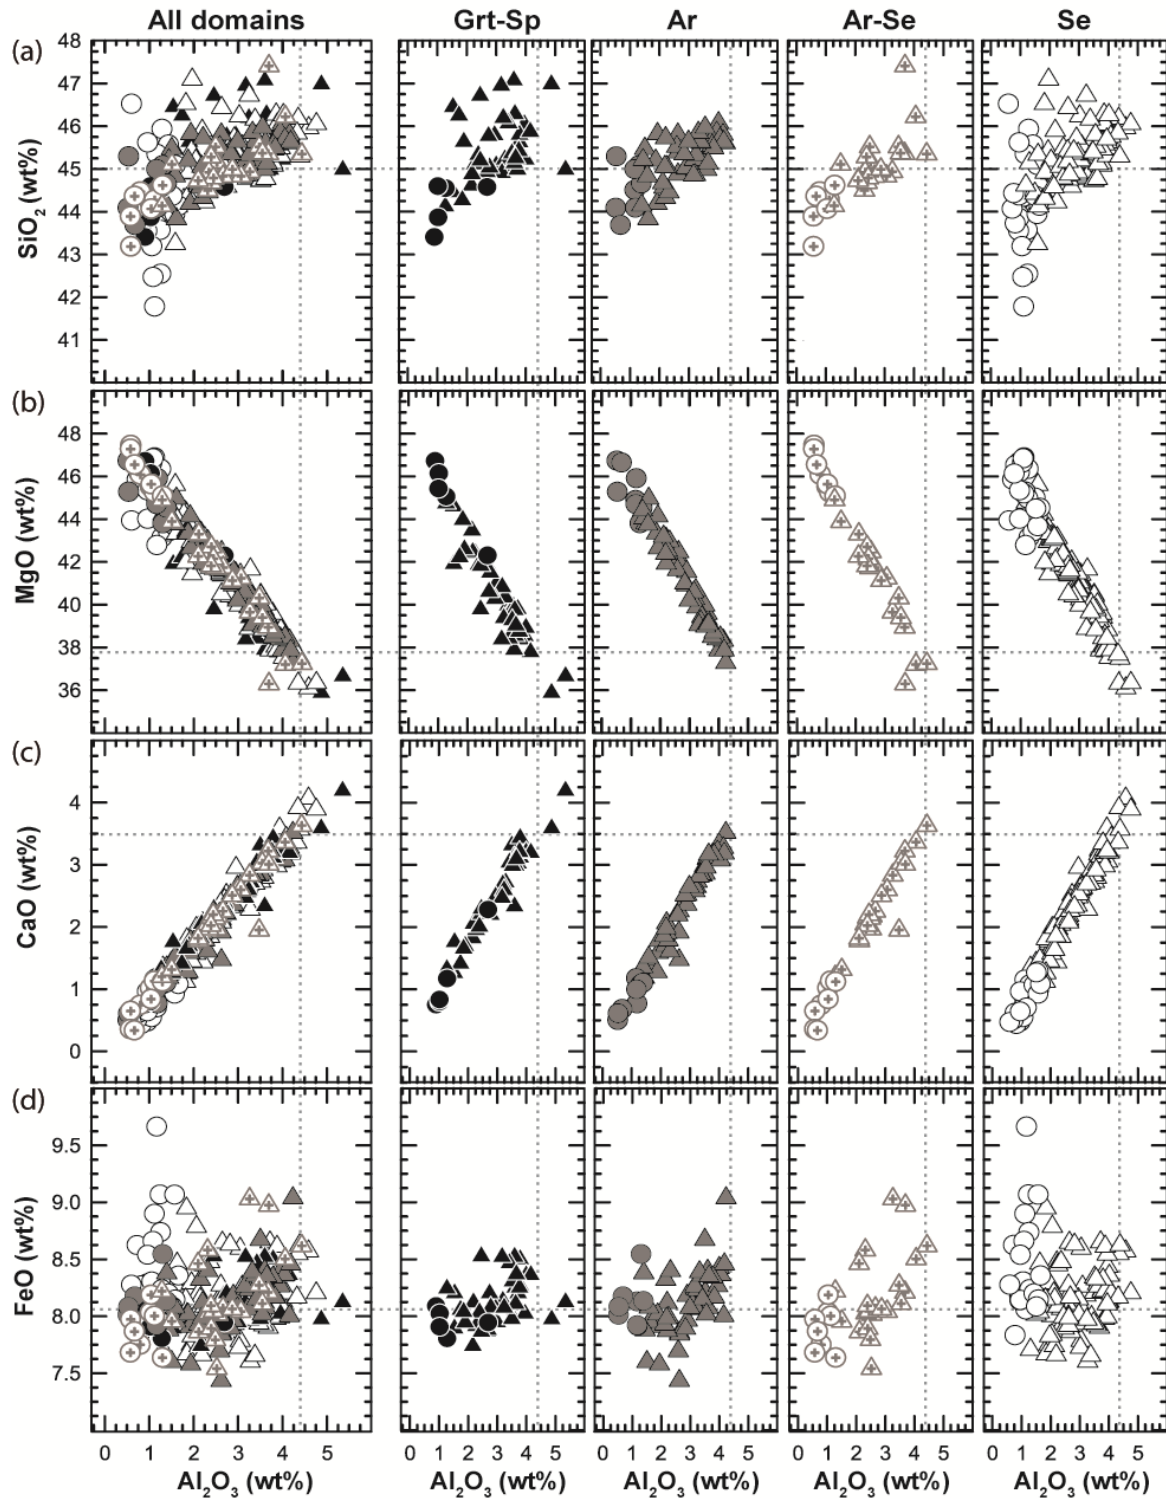 All domains Grt-Sp Ar Ar-Se Se
(a)
48
47
46
45
44
43
42
41
SiO₂ (wt%)
(b)
48
46
44
42
40
38
36
MgO (wt%)
(c)
4
3
2
1
0
CaO (wt%)
(d)
9.5
9.0
8.5
8.0
7.5
FeO (wt%)
0 1 2 3 4 5 0 1 2 3 4 5 0 1 2 3 4 5 0 1 2 3 4 5 0 1 2 3 4 5
Al₂O₃ (wt%) Al₂O₃ (wt%) Al₂O₃ (wt%) Al₂O₃ (wt%) Al₂O₃ (wt%)